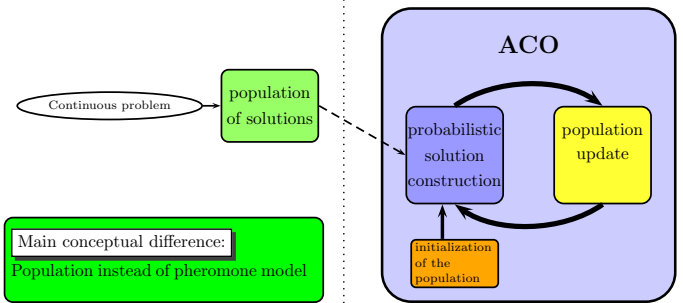 ACO
Continuous problem
population
of solutions
probabilistic
solution
construction
population
update
initialization
of the
population
Main conceptual difference:
Population instead of pheromone model